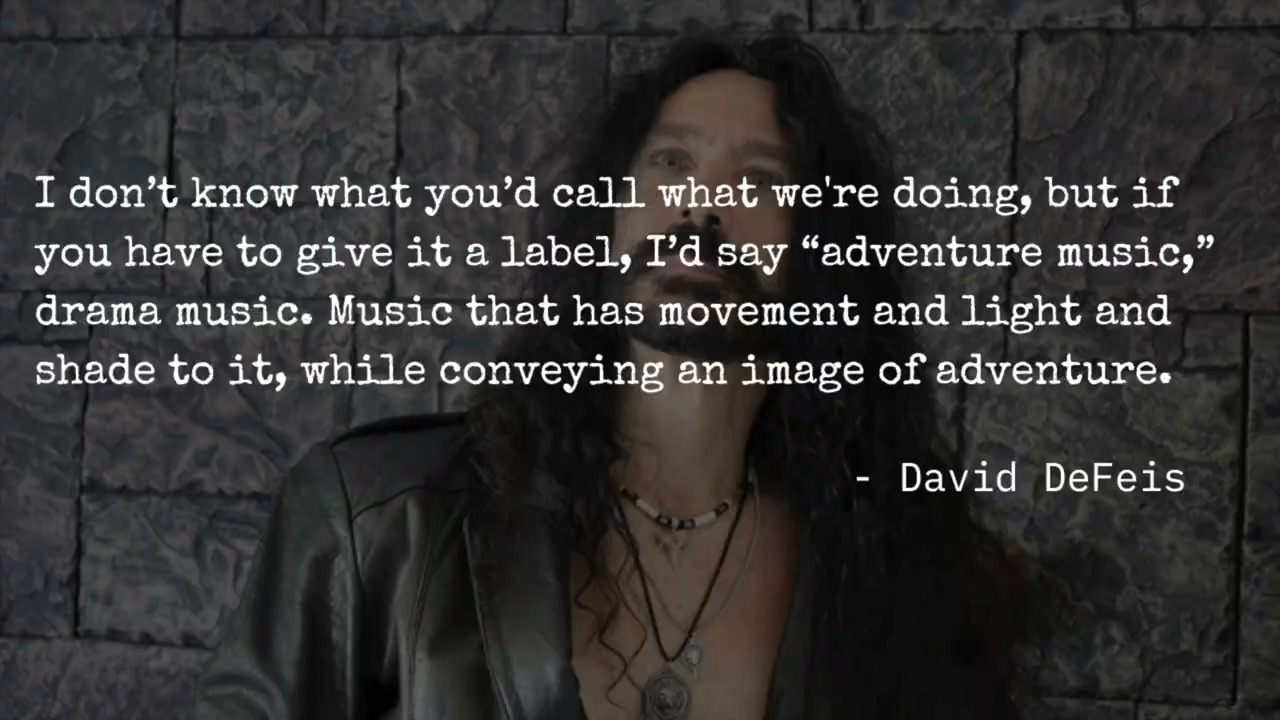 I don’t know what you’d call what we're doing, but if
you have to give it a label, I’d say “adventure music,”
drama music. Music that has movement and light and
shade to it, while conveying an image of adventure.
- David DeFeis